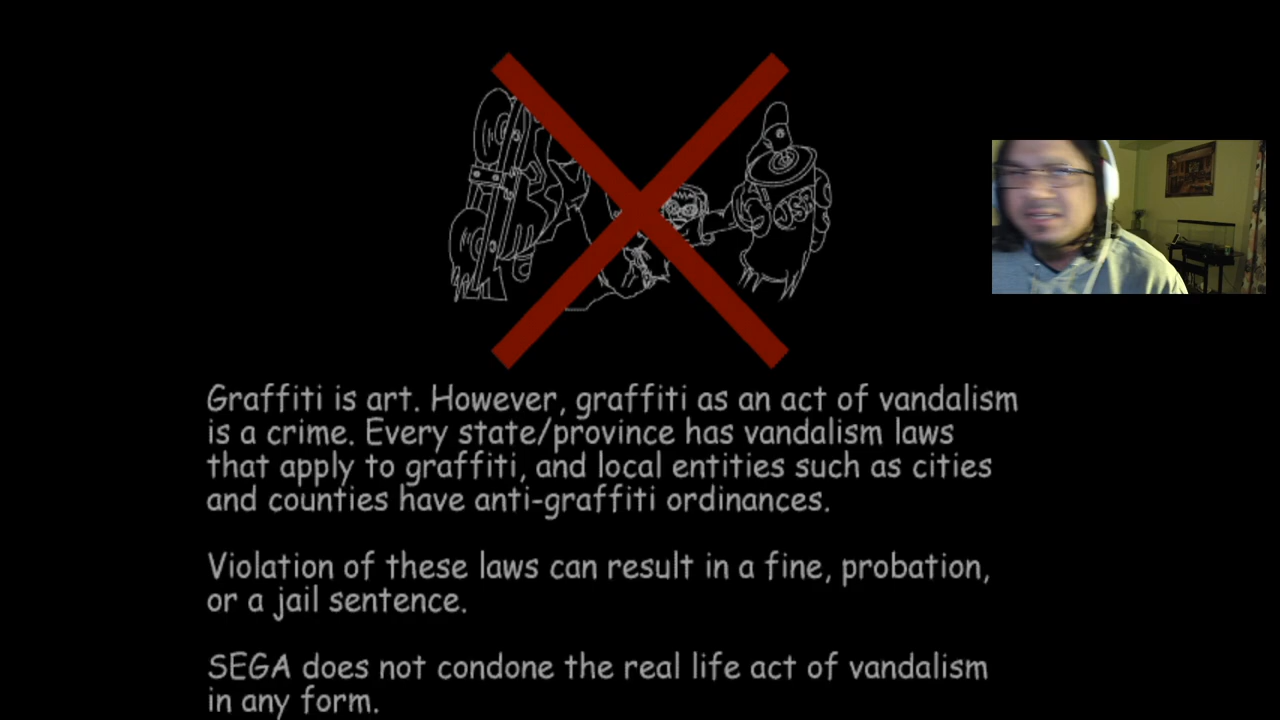 JSR
Graffiti is art. However, graffiti as an act of vandalism
is a crime. Every state/province has vandalism laws
that apply to graffiti, and local entities such as cities
and counties have anti-graffiti ordinances.
Violation of these laws can result in a fine, probation,
or a jail sentence.
SEGA does not condone the real life act of vandalism
in any form.